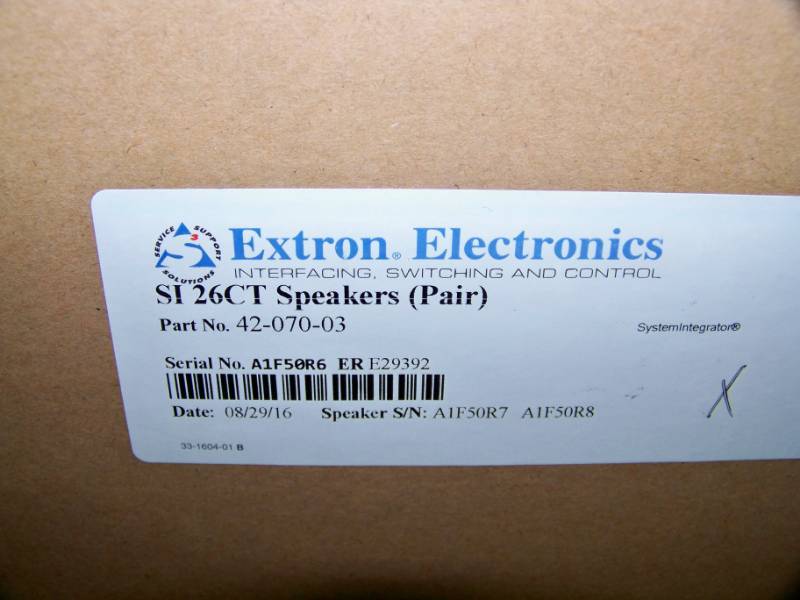 SERVICE SUPPORT SOLUTIONS
S3
Extron® Electronics
INTERFACING, SWITCHING AND CONTROL
SI 26CT Speakers (Pair)
Part No. 42-070-03
SystemIntegrator®
Serial No. A1F50R6 ER E29392
Date: 08/29/16 Speaker S/N: A1F50R7 A1F50R8
X
33-1604-01 B